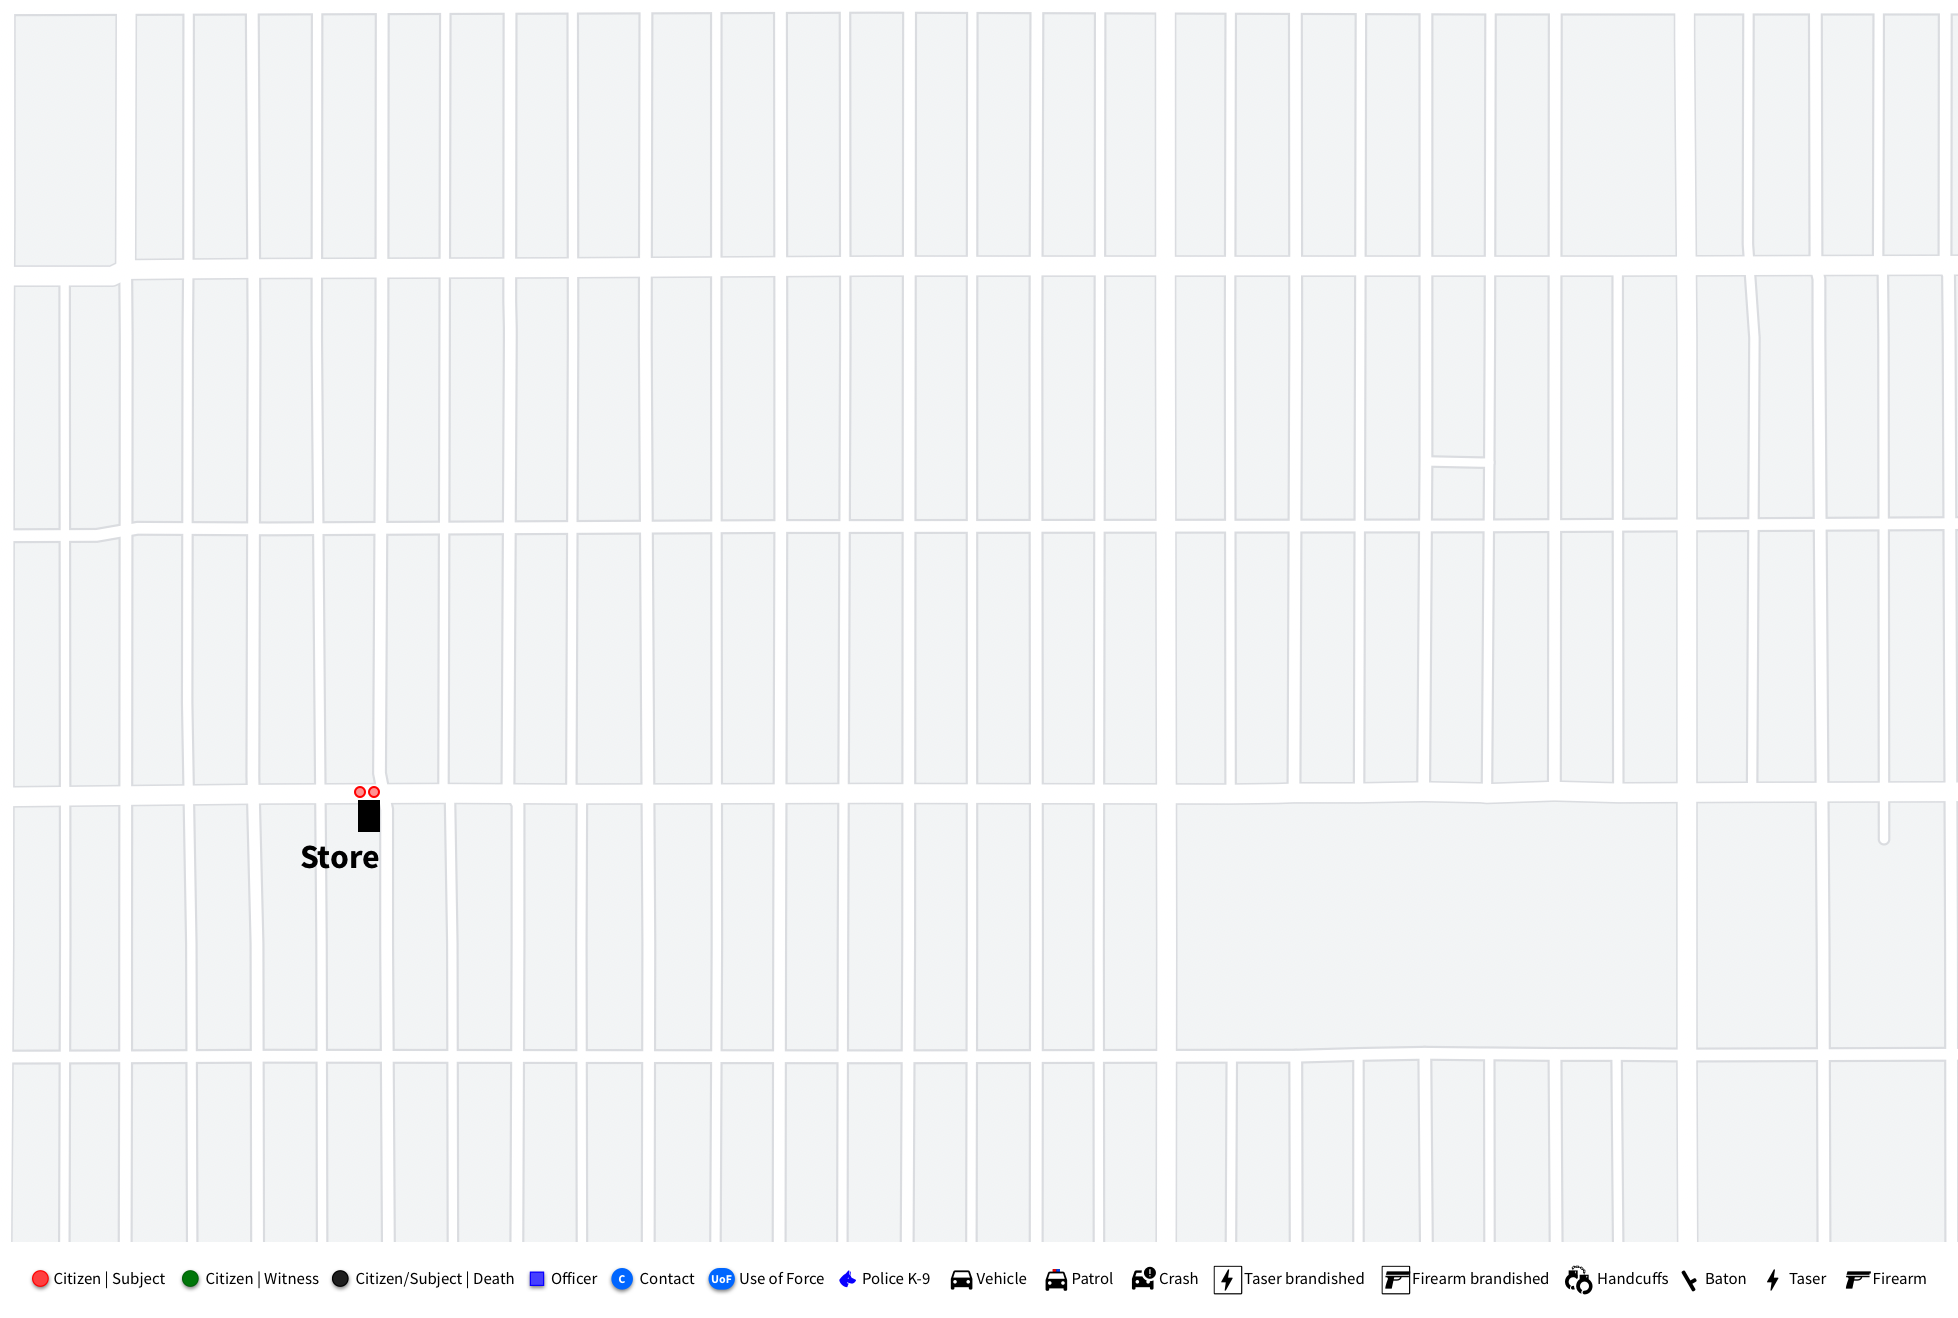 Store
Citizen | Subject
Citizen | Witness
Citizen/Subject | Death
Officer
C
Contact
UoF
Use of Force
Police K-9
Vehicle
Patrol
Crash
Taser brandished
Firearm brandished
Handcuffs
Baton
Taser
Firearm